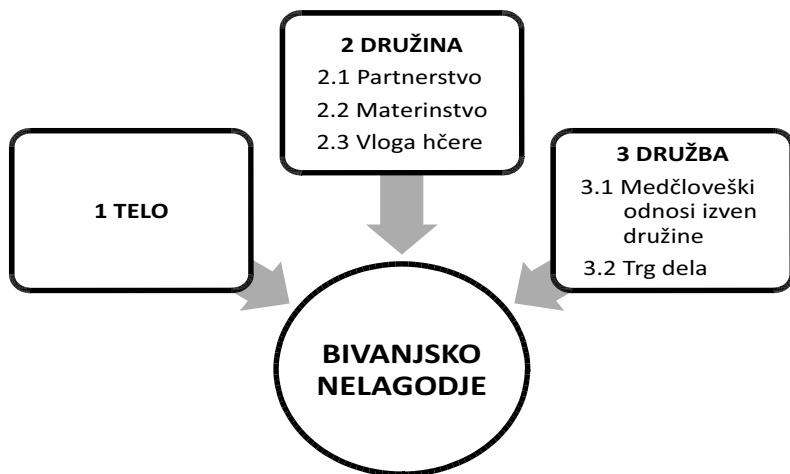 2 DRUŽINA
2.1 Partnerstvo
2.2 Materinstvo
2.3 Vloga hčere
1 TELO
3 DRUŽBA
3.1 Medčloveški
odnosi izven
družine
3.2 Trg dela
BIVANJSKO
NELAGODJE